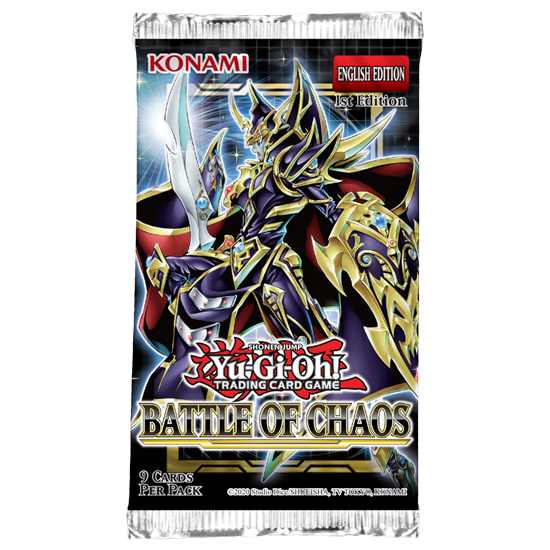 KONAMI
ENGLISH EDITION
1st Edition
SHONEN JUMP
Yu-Gi-Oh!
TRADING CARD GAME
BATTLE OF CHAOS
9 CARDS
PER PACK
©2020 Studio Dice/SHUEISHA, TV TOKYO, KONAMI